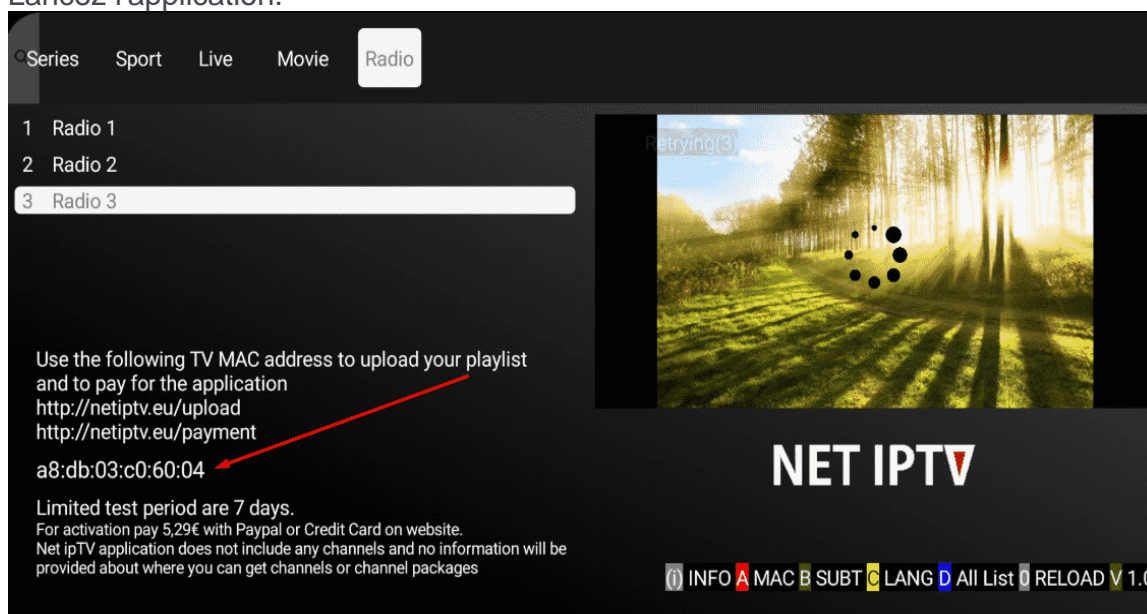 Series Sport Live Movie Radio
1 Radio 1
2 Radio 2
3 Radio 3
Retrying(3)
Use the following TV MAC address to upload your playlist
and to pay for the application
http://netiptv.eu/upload
http://netiptv.eu/payment
a8:db:03:c0:60:04
Limited test period are 7 days.
For activation pay 5,29€ with Paypal or Credit Card on website.
Net ipTV application does not include any channels and no information will be
provided about where you can get channels or channel packages
NET IPTV
(i) INFO A MAC B SUBT C LANG D All List 0 RELOAD V 1.0